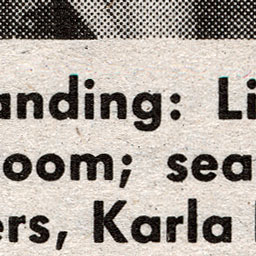 anding: Li
oom; sea
ers, Karla